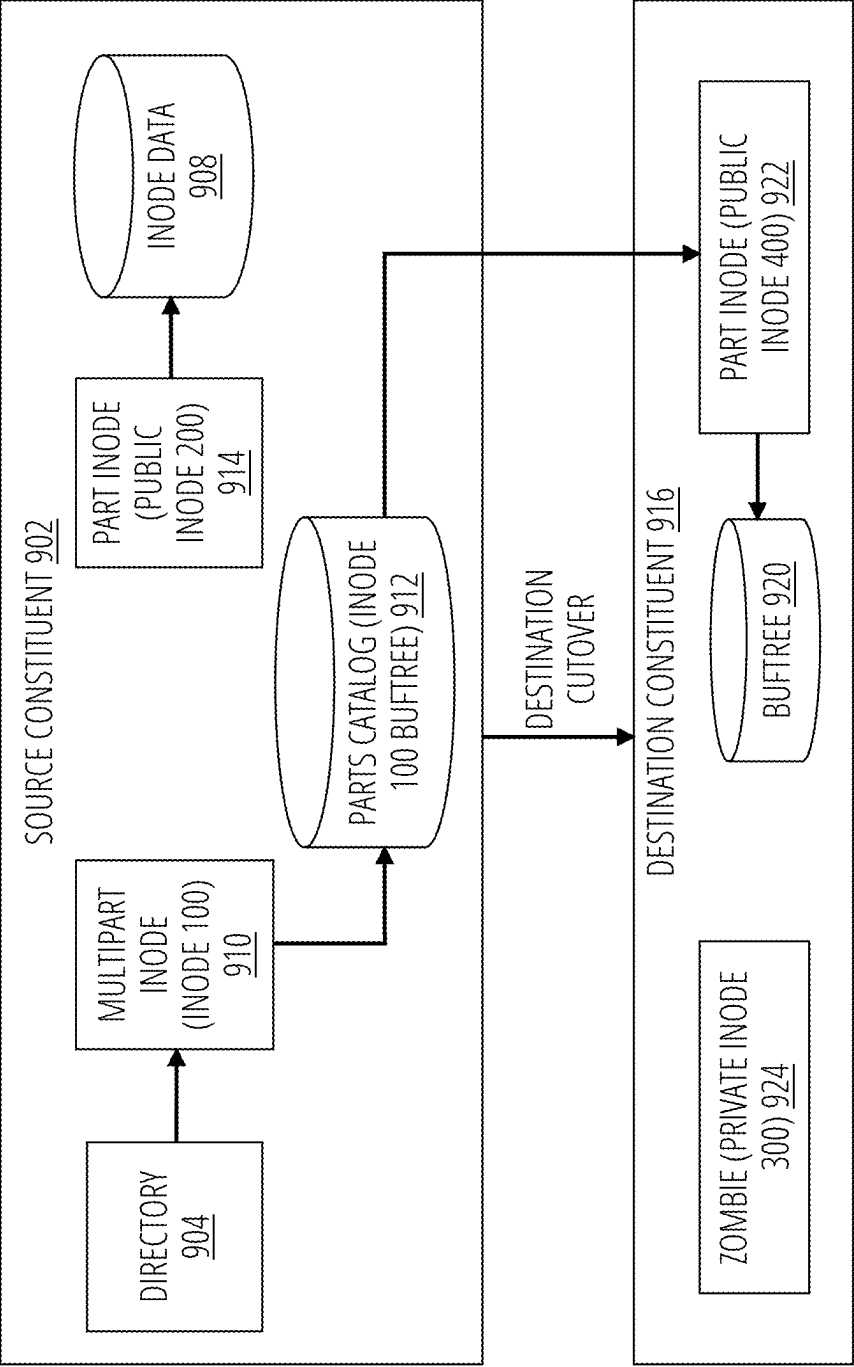 SOURCE CONSTITUENT 902
DIRECTORY
904
MULTIPART
INODE
(INODE 100)
910
PART INODE
(PUBLIC
INODE 200)
914
INODE DATA
908
PARTS CATALOG (INODE
100 BUFTREE) 912
DESTINATION
CUTOVER
DESTINATION CONSTITUENT 916
ZOMBIE (PRIVATE INODE
300) 924
BUFTREE 920
PART INODE (PUBLIC
INODE 400) 922